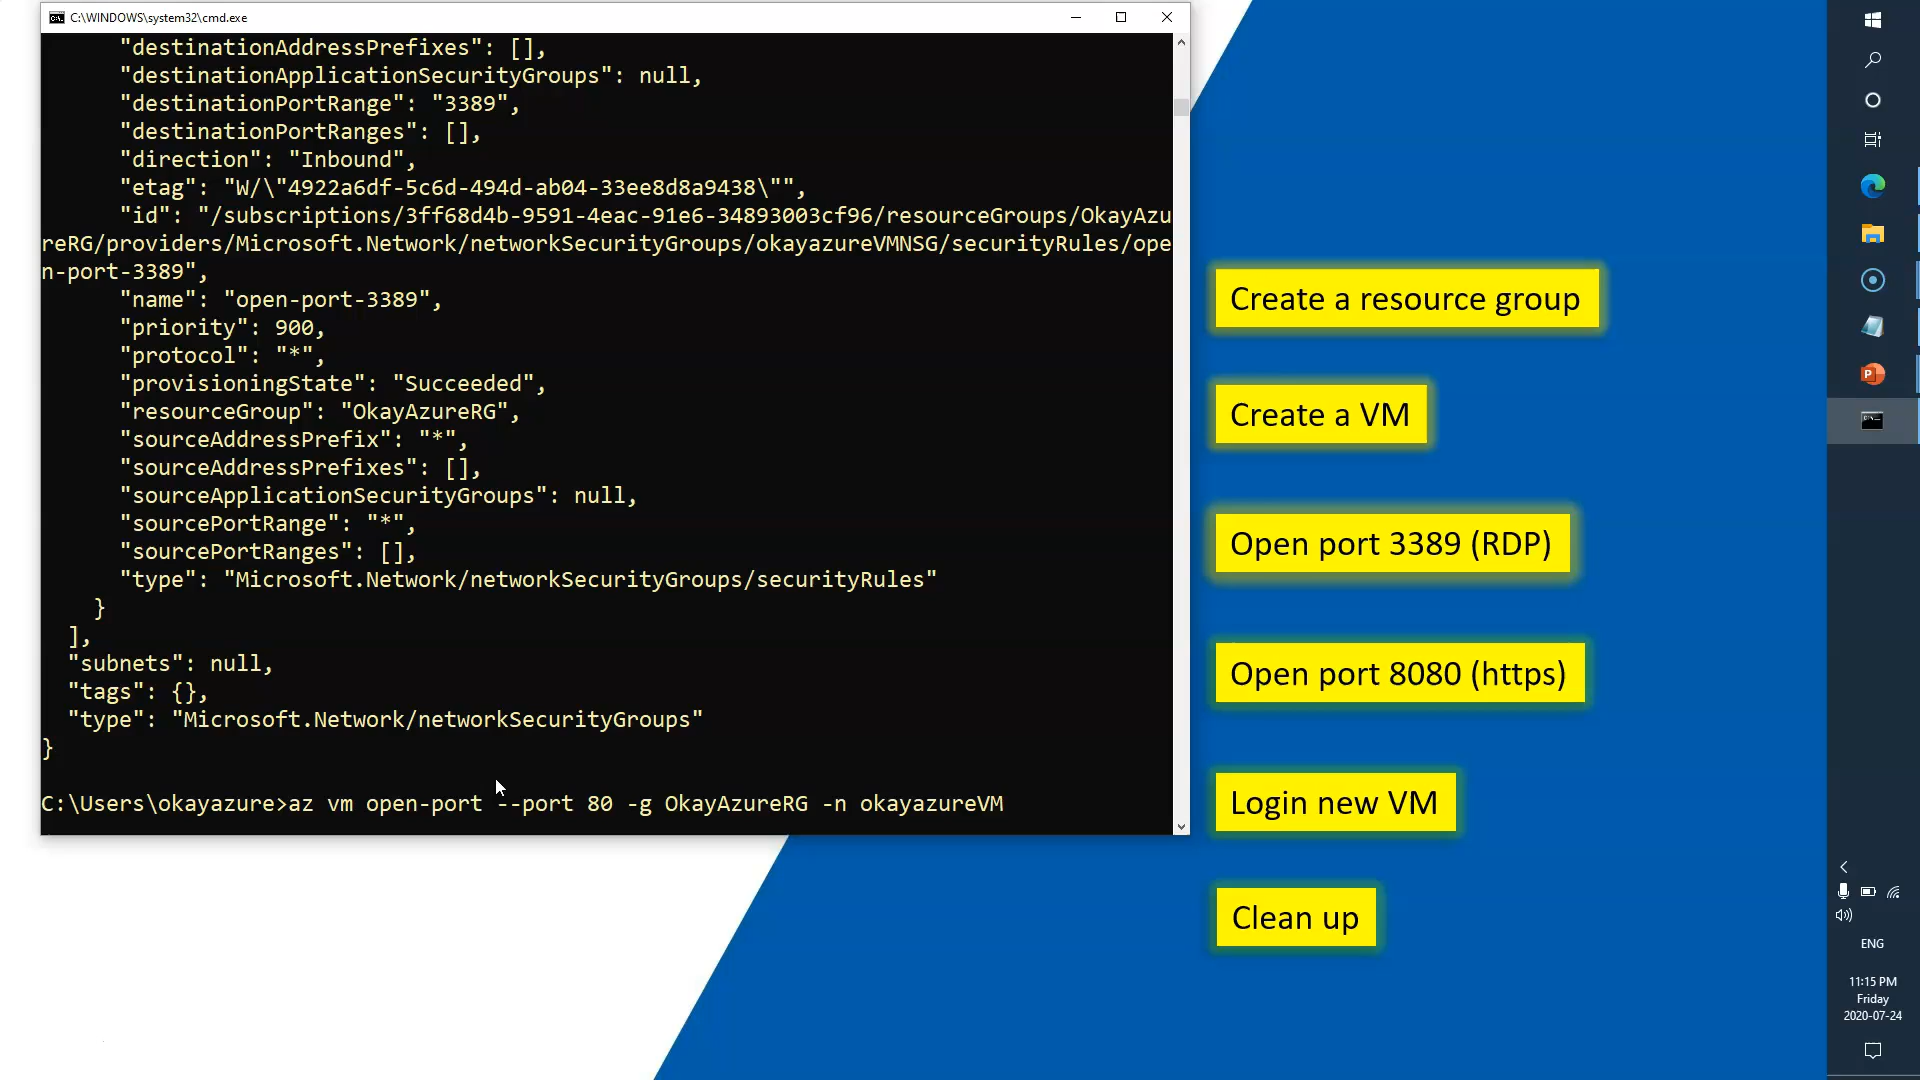 C:\WINDOWS\system32\cmd.exe
"destinationAddressPrefixes": [],
"destinationApplicationSecurityGroups": null,
"destinationPortRange": "3389",
"destinationPortRanges": [],
"direction": "Inbound",
"etag": "W/\"4922a6df-5c6d-494d-ab04-33ee8d8a9438\"",
"id": "/subscriptions/3ff68d4b-9591-4eac-91e6-34893003cf96/resourceGroups/OkayAzu
reRG/providers/Microsoft.Network/networkSecurityGroups/okayazureVMNSG/securityRules/ope
n-port-3389",
"name": "open-port-3389",
"priority": 900,
"protocol": "*",
"provisioningState": "Succeeded",
"resourceGroup": "OkayAzureRG",
"sourceAddressPrefix": "*",
"sourceAddressPrefixes": [],
"sourceApplicationSecurityGroups": null,
"sourcePortRange": "*",
"sourcePortRanges": [],
"type": "Microsoft.Network/networkSecurityGroups/securityRules"
}
],
"subnets": null,
"tags": {},
"type": "Microsoft.Network/networkSecurityGroups"
}
C:\Users\okayazure>az vm open-port --port 80 -g OkayAzureRG -n okayazureVM
Create a resource group
Create a VM
Open port 3389 (RDP)
Open port 8080 (https)
Login new VM
Clean up
ENG
11:15 PM
Friday
2020-07-24